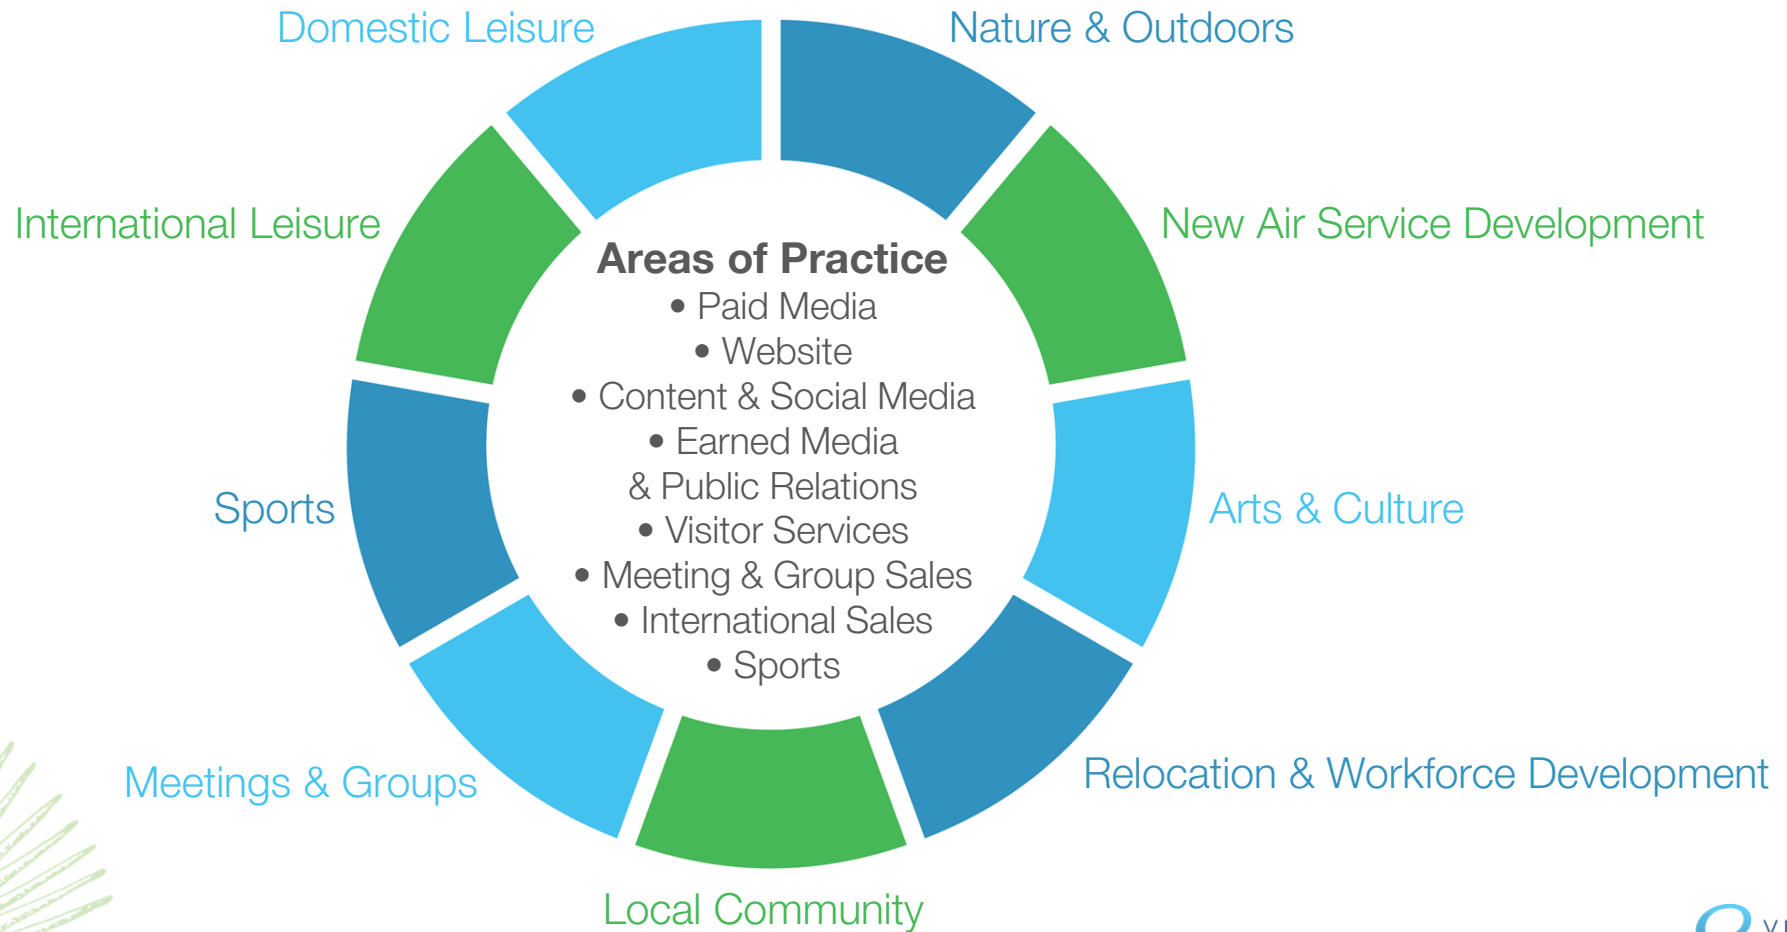 Domestic Leisure
Nature & Outdoors
International Leisure
New Air Service Development
Areas of Practice
• Paid Media
• Website
• Content & Social Media
• Earned Media
& Public Relations
• Visitor Services
• Meeting & Group Sales
• International Sales
• Sports
Sports
Arts & Culture
Meetings & Groups
Relocation & Workforce Development
Local Community